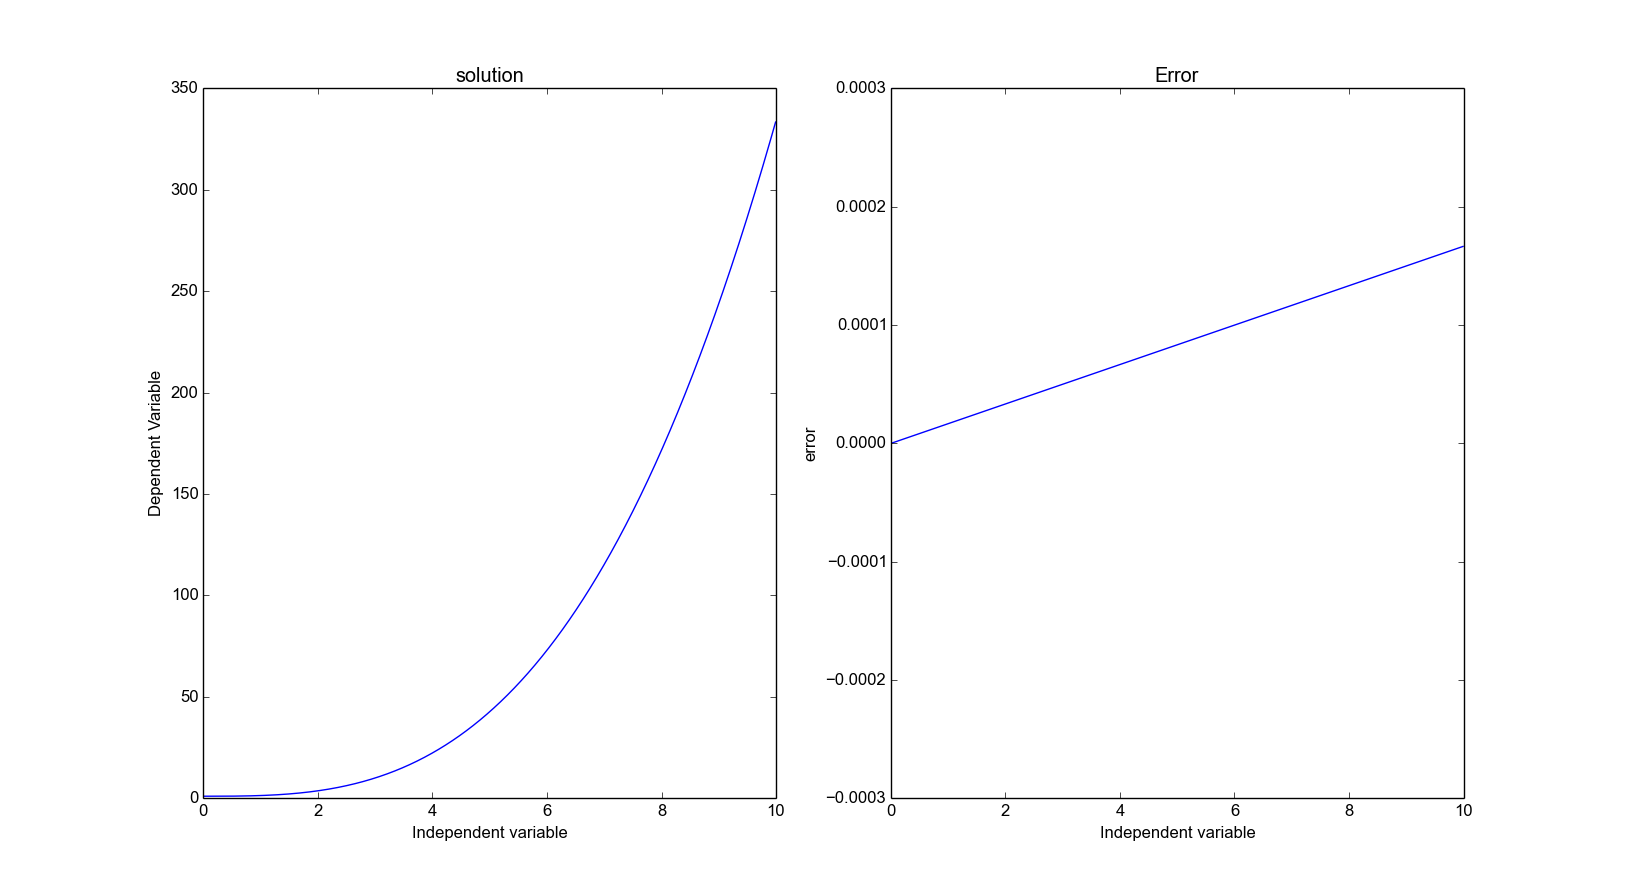 solution
350
300
250
200
150
100
50
0
Dependent Variable
0 2 4 6 8 10
Independent variable
Error
0.0003
0.0002
0.0001
0.0000
−0.0001
−0.0002
−0.0003
error
0 2 4 6 8 10
Independent variable